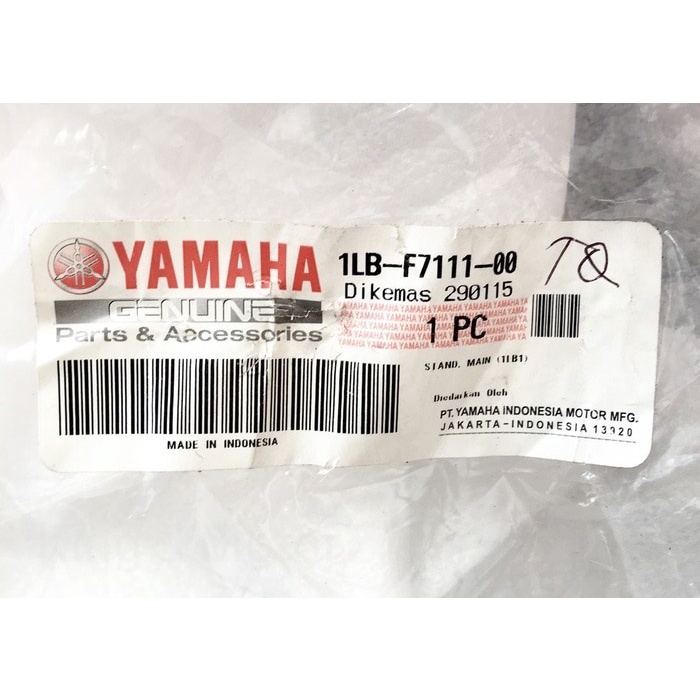 YAMAHA
GENUINE
Parts & Accessories
MADE IN INDONESIA
1LB-F7111-00
Dikemas 290115
1 PC
STAND, MAIN (1LB1)
Diedarkan Oleh
PT. YAMAHA INDONESIA MOTOR MFG.
JAKARTA-INDONESIA 13920
TQ